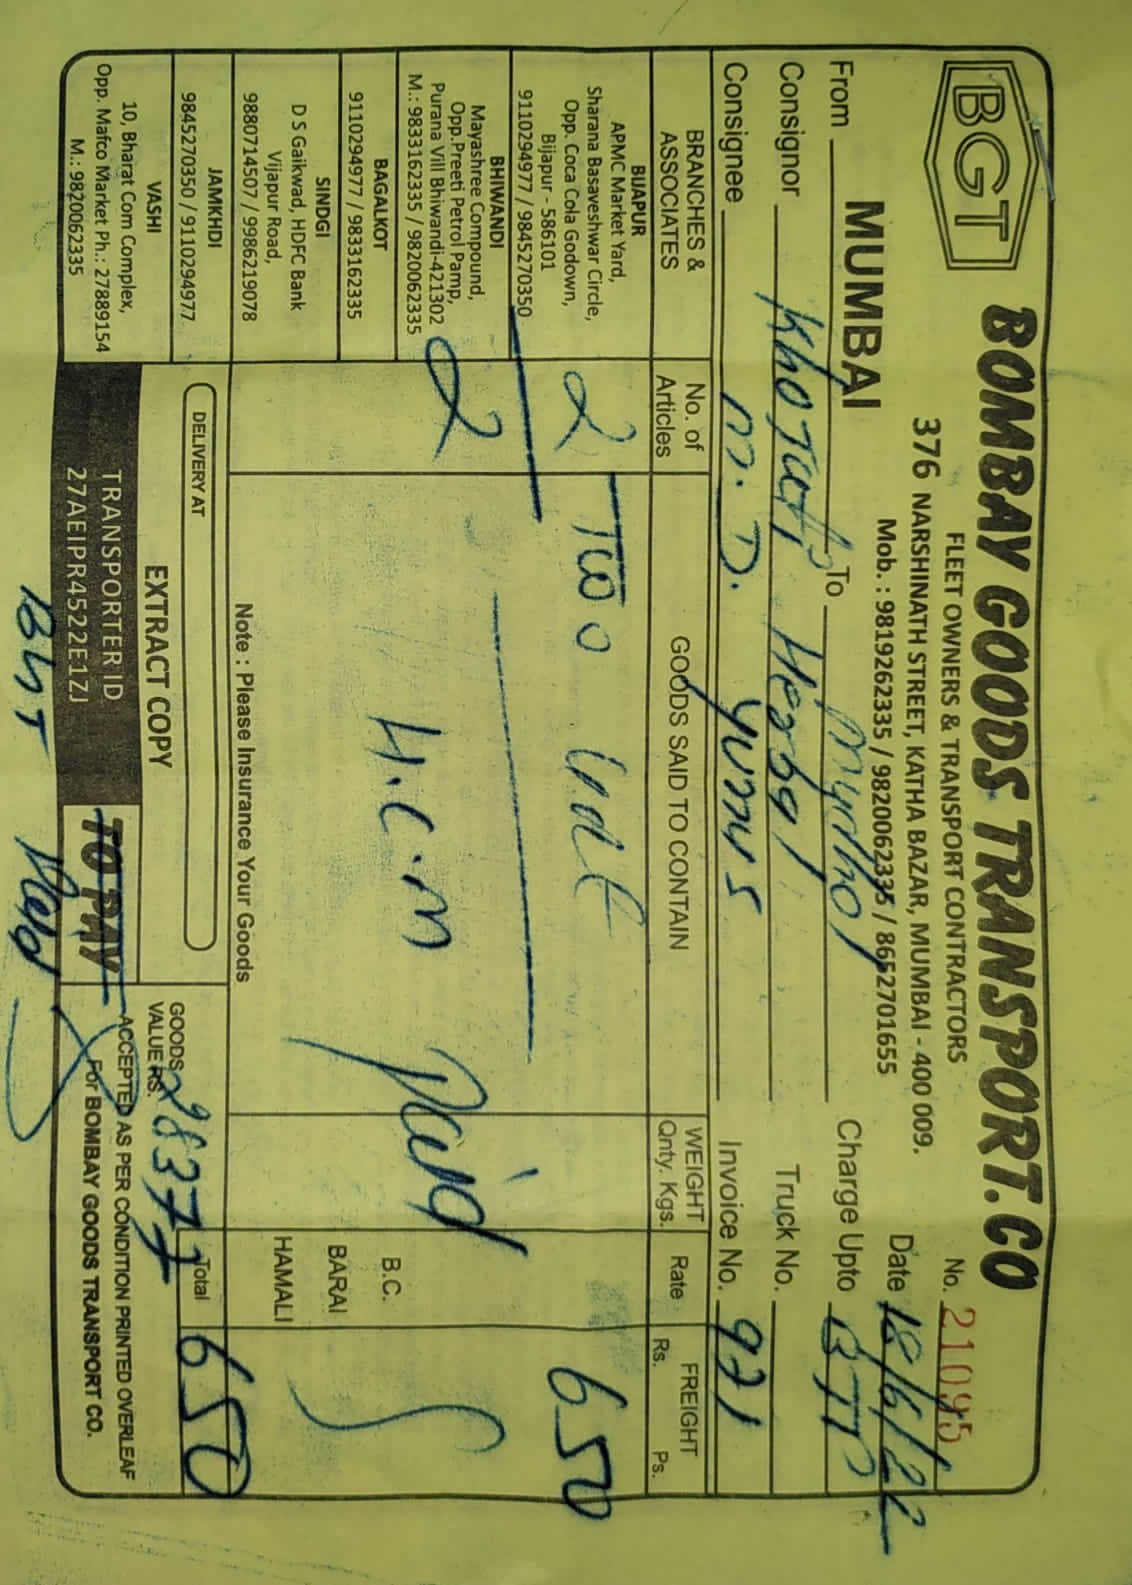 BGT
BOMBAY GOODS TRANSPORT.CO
FLEET OWNERS & TRANSPORT CONTRACTORS
376 NARSHINATH STREET, KATHA BAZAR, MUMBAI - 400 009.
Mob. : 9819262335 / 9820062335 / 8652701655
No. 21095
Date 18/6/22
From MUMBAI To Mydhol Charge Upto
Consignor Herbal Truck No.
Consignee M.D. yunus Invoice No. 971
BRANCHES & ASSOCIATES
No. of Articles
GOODS SAID TO CONTAIN
WEIGHT Qnty. Kgs.
Rate
FREIGHT
Rs. Ps.
BIJAPUR
APMC Market Yard,
Sharana Basaveshwar Circle,
Opp. Coca Cola Godown,
Bijapur - 586101
9110294977 / 9845270350
BHIWANDI
Mayashree Compound,
Opp.Preeti Petrol Pamp,
Purana Vill Bhiwandi-421302
M.: 9833162335 / 9820062335
BAGALKOT
9110294977 / 9833162335
SINDGI
D S Gaikwad, HDFC Bank
Vijapur Road,
9880714507 / 9986219078
JAMKHDI
9845270350 / 9110294977
VASHI
10, Bharat Com Complex,
Opp. Mafco Market Ph.: 27889154
M.: 9820062335
2 Two 650
2 H.C.M Paid
B.C.
BARAI
HAMALI
Note : Please Insurance Your Goods
DELIVERY AT
EXTRACT COPY
GOODS VALUE RS. 28377
Total 650
TRANSPORTER ID
27AEIPR4522E1ZJ
TO PAY
ACCEPTED AS PER CONDITION PRINTED OVERLEAF
For BOMBAY GOODS TRANSPORT CO.